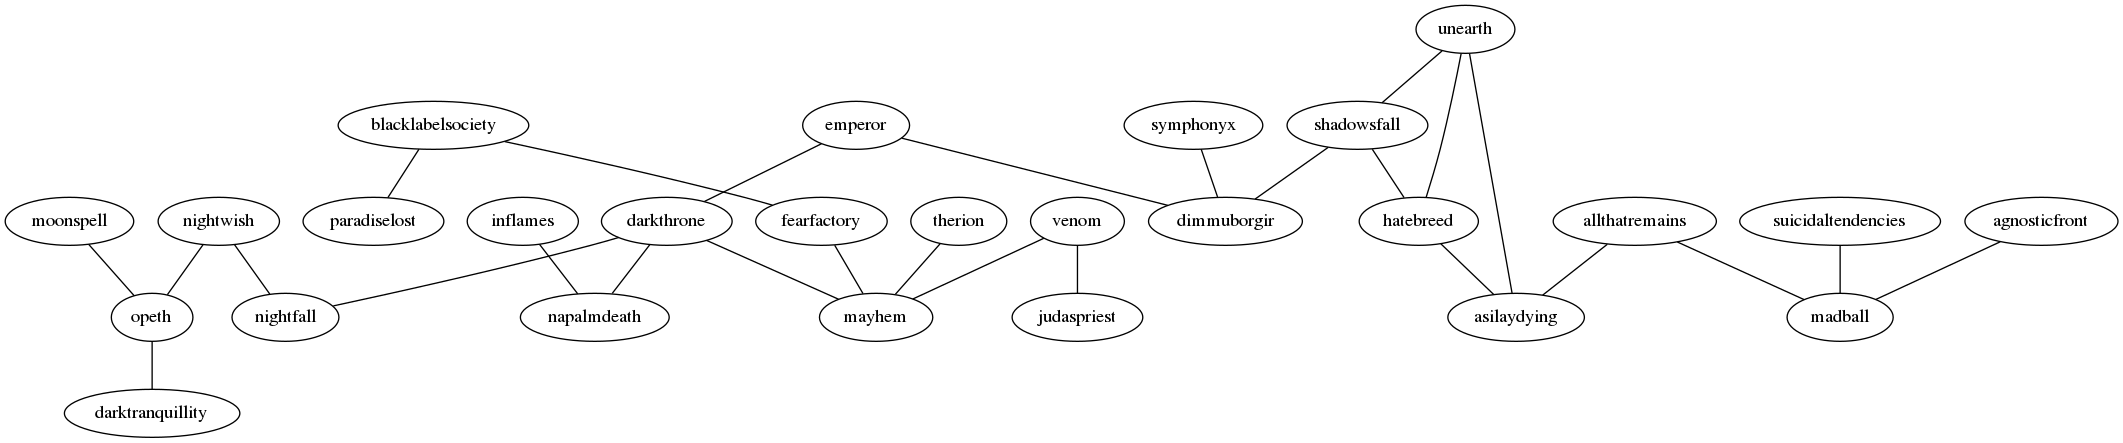 unearth
blacklabelsociety
emperor
symphonyx
shadowsfall
moonspell
nightwish
paradiselost
inflames
darkthrone
fearfactory
therion
venom
dimmuborgir
hatebreed
allthatremains
suicidaltendencies
agnosticfront
opeth
nightfall
napalmdeath
mayhem
judaspriest
asilaydying
madball
darktranquillity